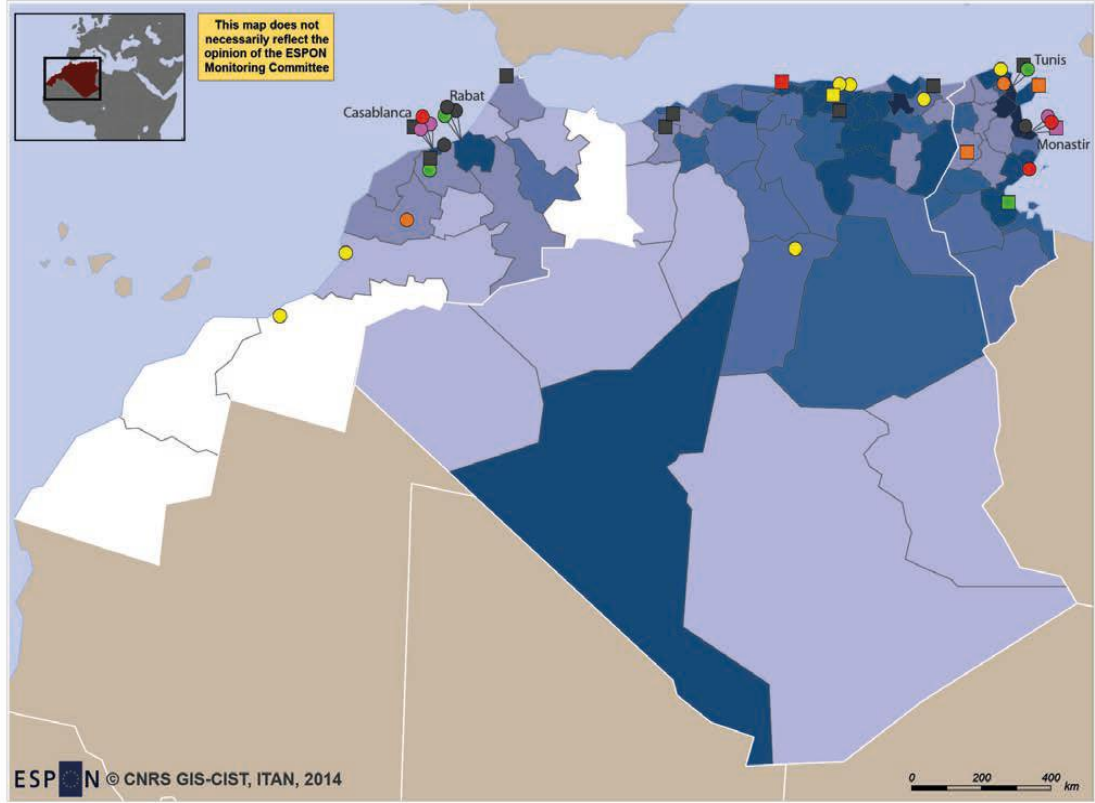 This map does not
necessarily reflect the
opinion of the ESPON
Monitoring Committee
Tunis
Rabat
Casablanca
Monastir
ESPON © CNRS GIS-CIST, ITAN, 2014
0 200 400
km